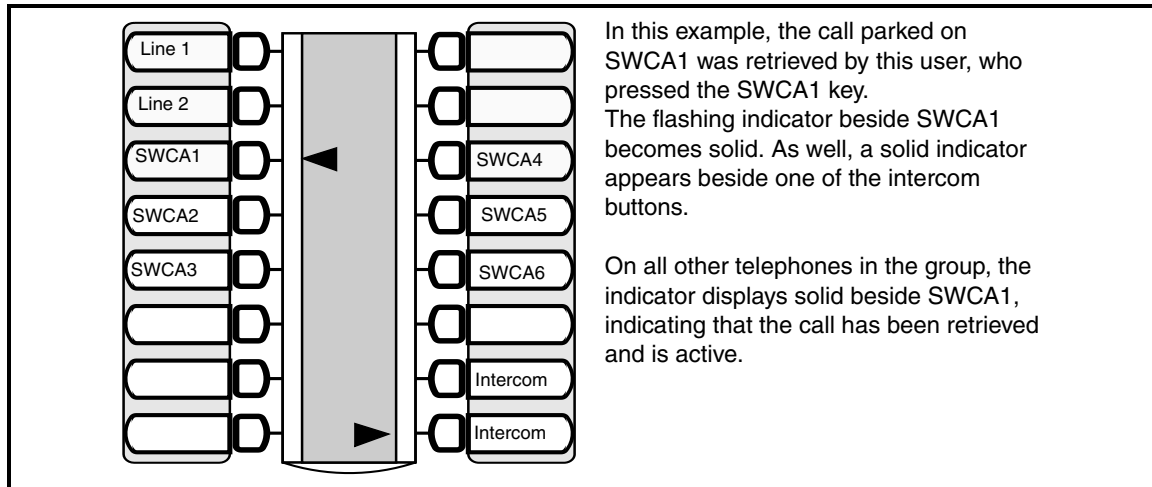 Line 1
Line 2
SWCA1
SWCA2
SWCA3
SWCA4
SWCA5
SWCA6
Intercom
Intercom
In this example, the call parked on
SWCA1 was retrieved by this user, who
pressed the SWCA1 key.
The flashing indicator beside SWCA1
becomes solid. As well, a solid indicator
appears beside one of the intercom
buttons.
On all other telephones in the group, the
indicator displays solid beside SWCA1,
indicating that the call has been retrieved
and is active.